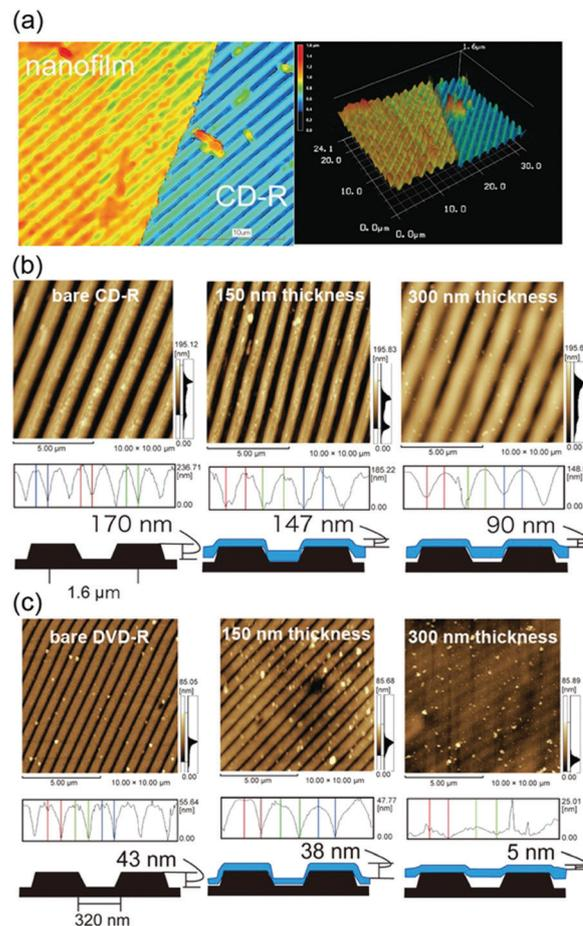 (a)
nanofilm
CD-R
10μm
1.6μm
24.1
20.0
10.0
0.0μm
0.0μm
10.0
20.0
30.0
(b)
bare CD-R
150 nm thickness
300 nm thickness
195.12
[nm]
0.00
195.83
[nm]
0.00
[nm]
0.00
5.00 μm
10.00 × 10.00 μm
5.00 μm
10.00 × 10.00 μm
5.00 μm
10.00 × 10.00 μm
236.71
[nm]
0.00
185.22
[nm]
0.00
[nm]
0.00
170 nm
147 nm
90 nm
1.6 μm
(c)
bare DVD-R
150 nm thickness
300 nm thickness
85.05
[nm]
0.00
85.68
[nm]
0.00
85.89
[nm]
0.00
5.00 μm
10.00 × 10.00 μm
5.00 μm
10.00 × 10.00 μm
5.00 μm
10.00 × 10.00 μm
55.64
[nm]
0.00
47.77
[nm]
0.00
25.01
[nm]
0.00
43 nm
38 nm
5 nm
320 nm